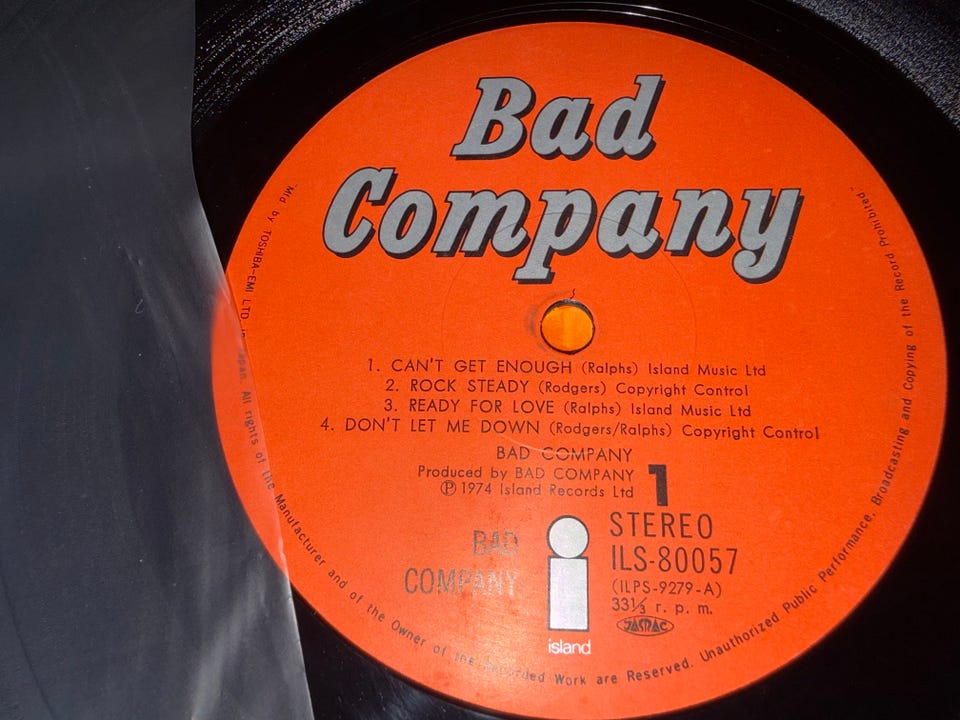 Bad
Company
1. CAN'T GET ENOUGH (Ralphs) Island Music Ltd
2. ROCK STEADY (Rodgers) Copyright Control
3. READY FOR LOVE (Ralphs) Island Music Ltd
4. DON'T LET ME DOWN (Rodgers/Ralphs) Copyright Control
BAD COMPANY
Produced by BAD COMPANY
Ⓟ 1974 Island Records Ltd
1
BAD
COMPANY
i
island
STEREO
ILS-80057
(ILPS-9279-A)
33⅓ r. p. m.
JASRAC
"Mfd by TOSHIBA-EMI LTD. in Japan. All rights of the Manufacturer and of the Owner of the Recorded Work are Reserved. Unauthorized Public Performance, Broadcasting and Copying of the Record Prohibited"